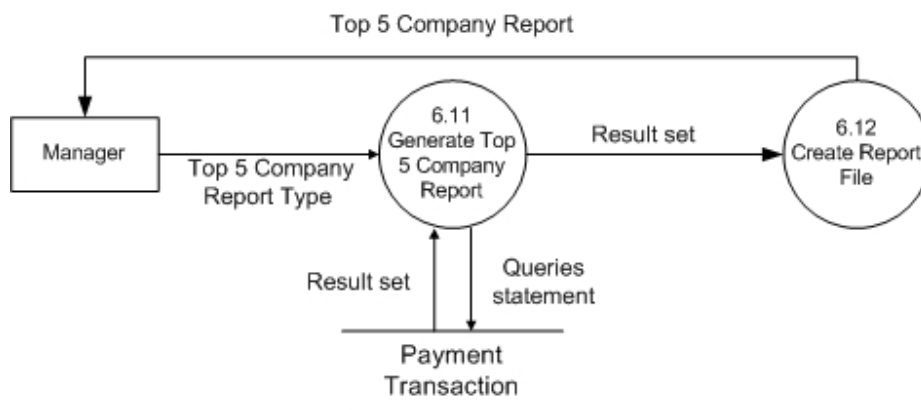 Top 5 Company Report
Manager
Top 5 Company
Report Type
6.11
Generate Top
5 Company
Report
Result set
6.12
Create Report
File
Result set
Queries
statement
Payment
Transaction